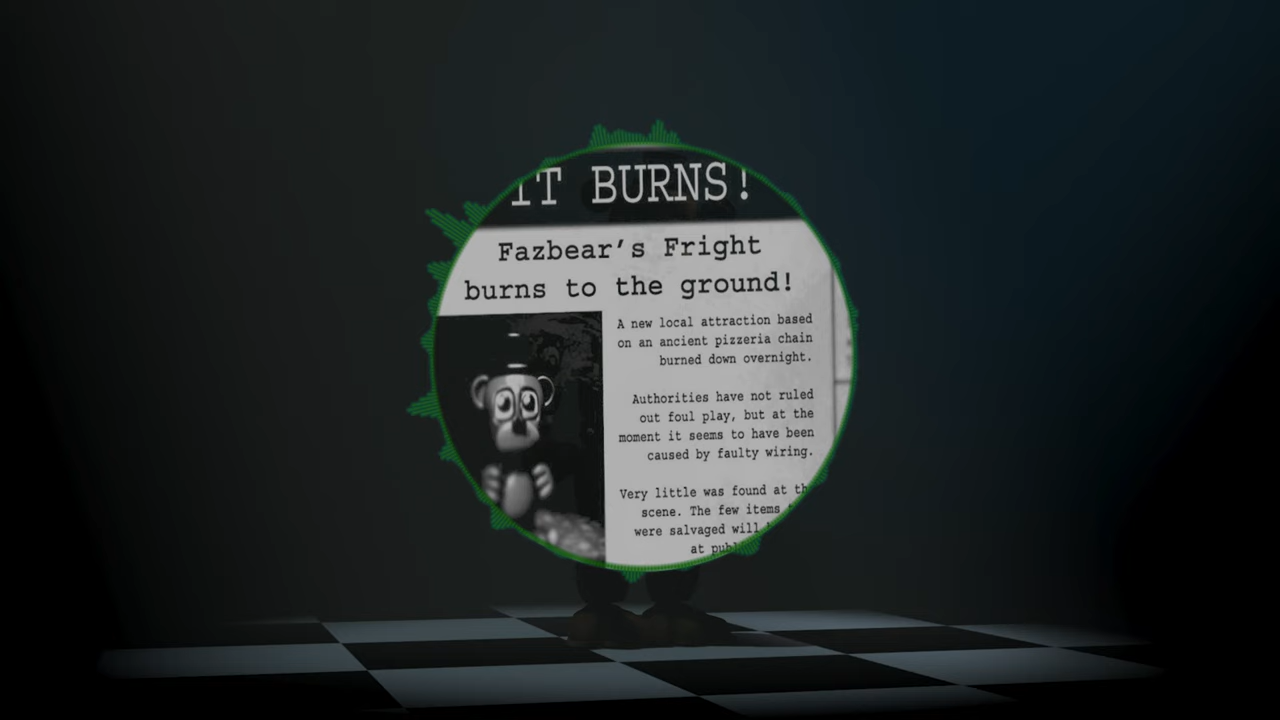 IT BURNS!
Fazbear's Fright
burns to the ground!
A new local attraction based
on an ancient pizzeria chain
burned down overnight.
Authorities have not ruled
out foul play, but at the
moment it seems to have been
caused by faulty wiring.
Very little was found at
scene. The few items
were salvaged will
at